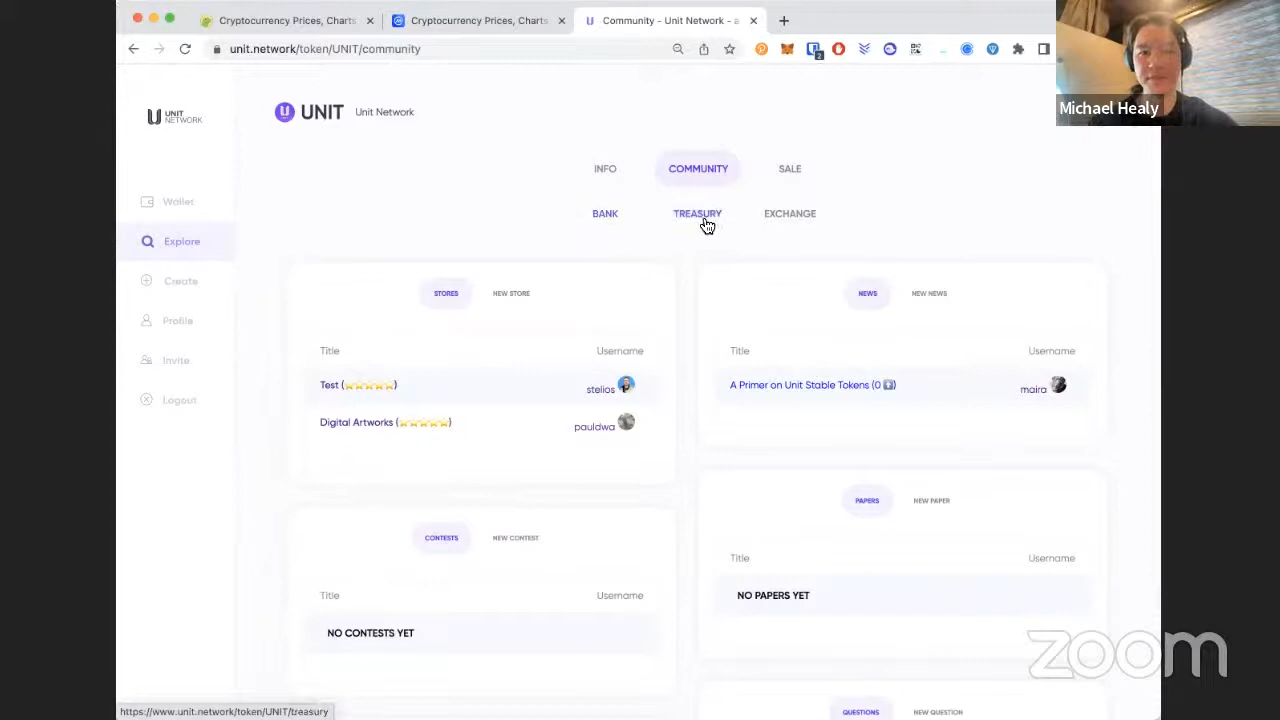 Cryptocurrency Prices, Charts
Cryptocurrency Prices, Charts
Community - Unit Network - a
unit.network/token/UNIT/community
2
Michael Healy
UNIT NETWORK
UNIT Unit Network
INFO COMMUNITY SALE
BANK TREASURY EXCHANGE
Wallet
Explore
Create
Profile
Invite
Logout
STORES NEW STORE
Title Username
Test (⭐⭐⭐⭐⭐) stelios
Digital Artworks (⭐⭐⭐⭐⭐) pauldwa
NEWS NEW NEWS
Title Username
A Primer on Unit Stable Tokens (0 ⬆️) maira
CONTESTS NEW CONTEST
Title Username
NO CONTESTS YET
PAPERS NEW PAPER
Title Username
NO PAPERS YET
QUESTIONS NEW QUESTION
zoom
https://www.unit.network/token/UNIT/treasury